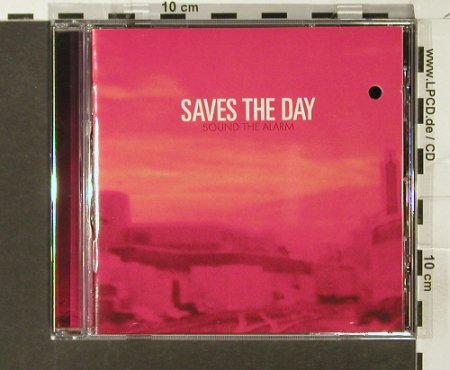 10 cm
SAVES THE DAY
SOUND THE ALARM
www.LPCD.de / CD
10 cm